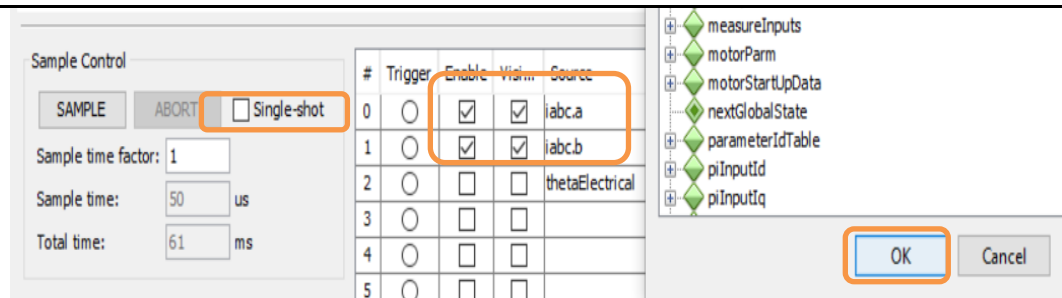 Sample Control
SAMPLE ABORT Single-shot
Sample time factor: 1
Sample time: 50 us
Total time: 61 ms
# Trigger Enable Visi... Source
0 iabc.a
1 iabc.b
2 thetaElectrical
3
4
5
measureInputs
motorParm
motorStartUpData
nextGlobalState
parameterIdTable
piInputId
piInputIq
OK Cancel